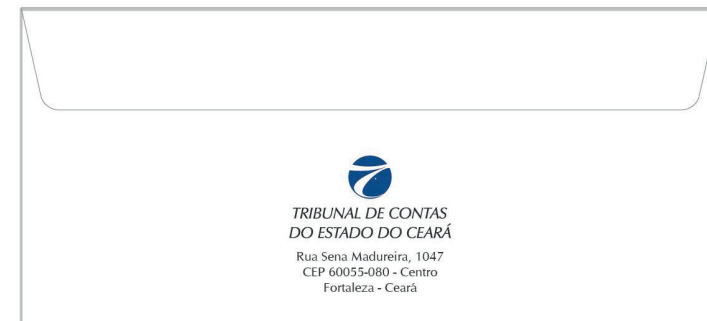 TRIBUNAL DE CONTAS
DO ESTADO DO CEARÁ
Rua Sena Madureira, 1047
CEP 60055-080 - Centro
Fortaleza - Ceará